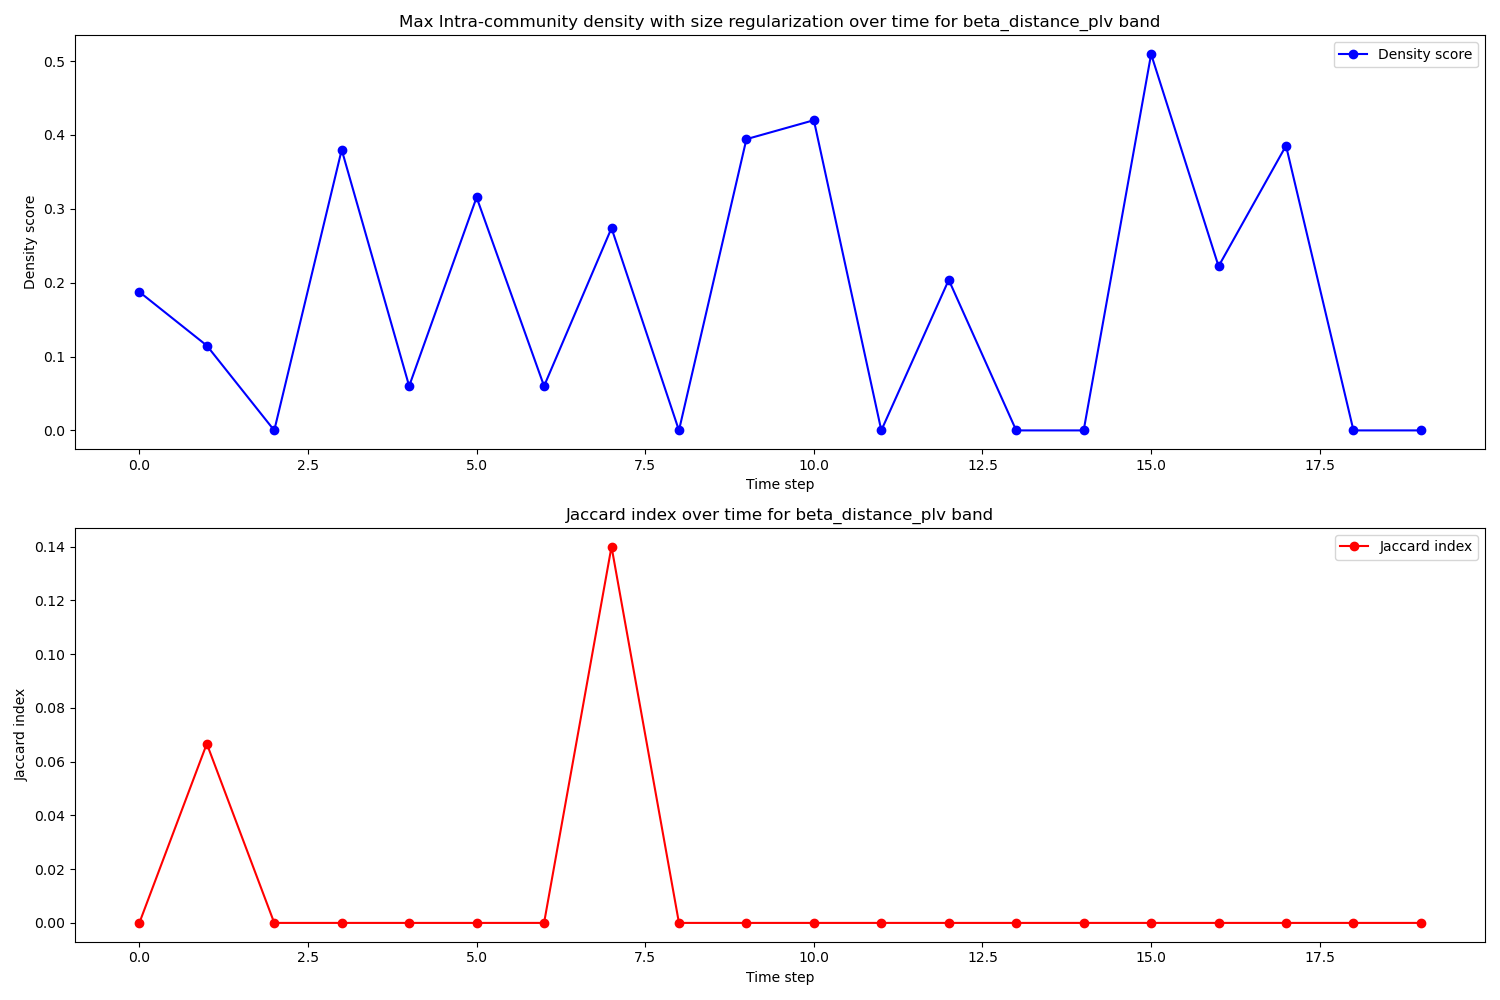 Max Intra-community density with size regularization over time for beta_distance_plv band
Density score
0.5
0.4
0.3
0.2
0.1
0.0
Density score
0.0 2.5 5.0 7.5 10.0 12.5 15.0 17.5
Time step
Jaccard index over time for beta_distance_plv band
Jaccard index
0.14
0.12
0.10
0.08
0.06
0.04
0.02
0.00
Jaccard index
0.0 2.5 5.0 7.5 10.0 12.5 15.0 17.5
Time step